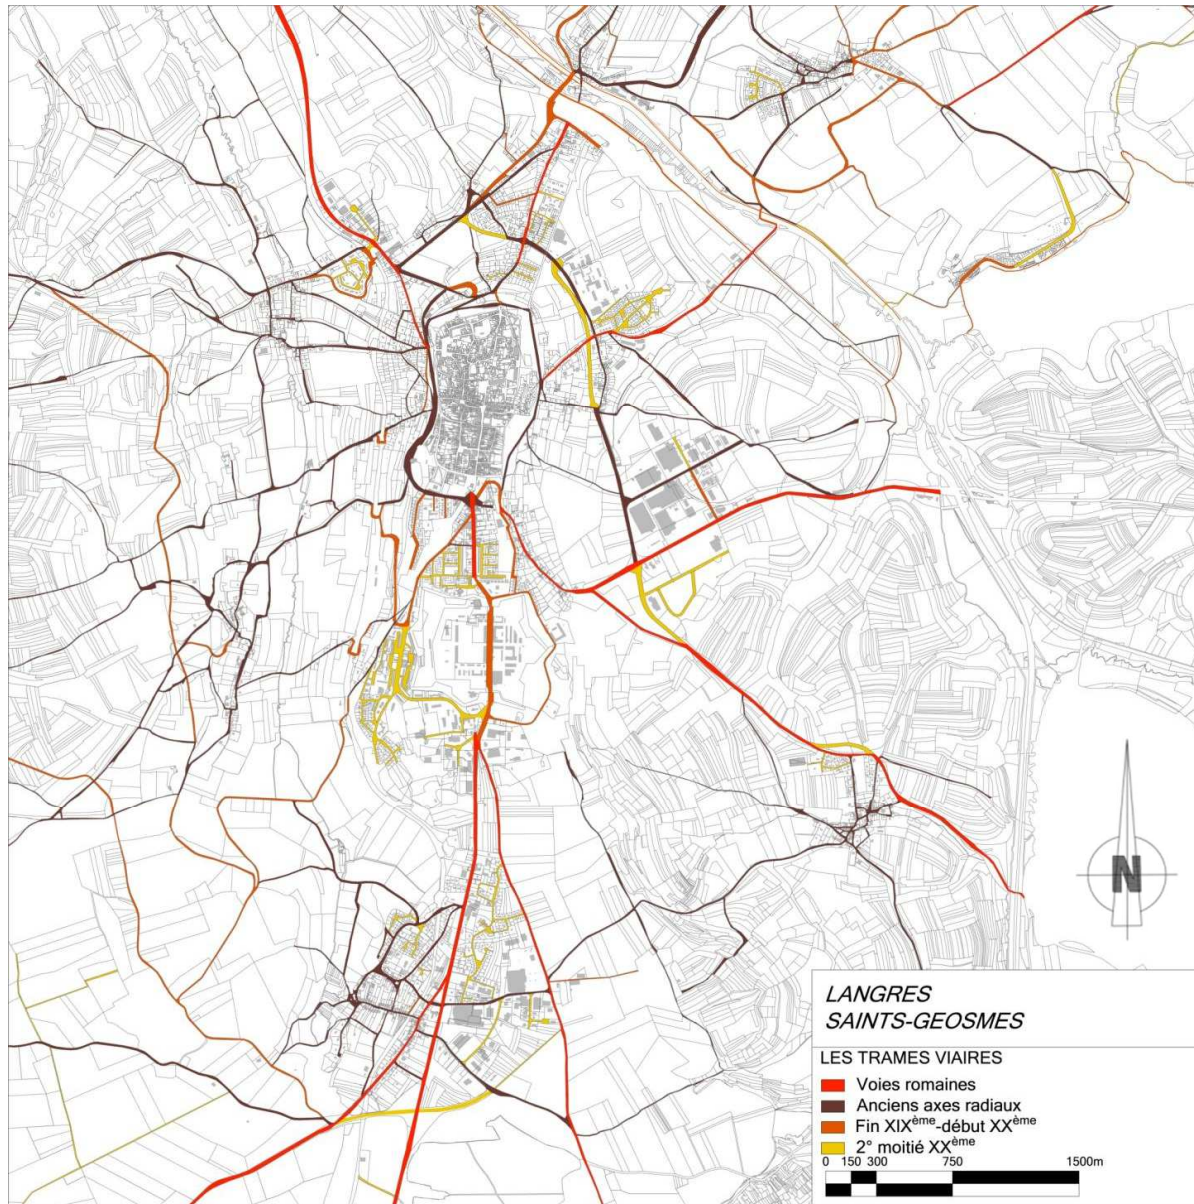 N
LANGRES
SAINTS-GEOSMES
LES TRAMES VIAIRES
Voies romaines
Anciens axes radiaux
Fin XIXème-début XXème
2° moitié XXème
0 150 300 750 1500m